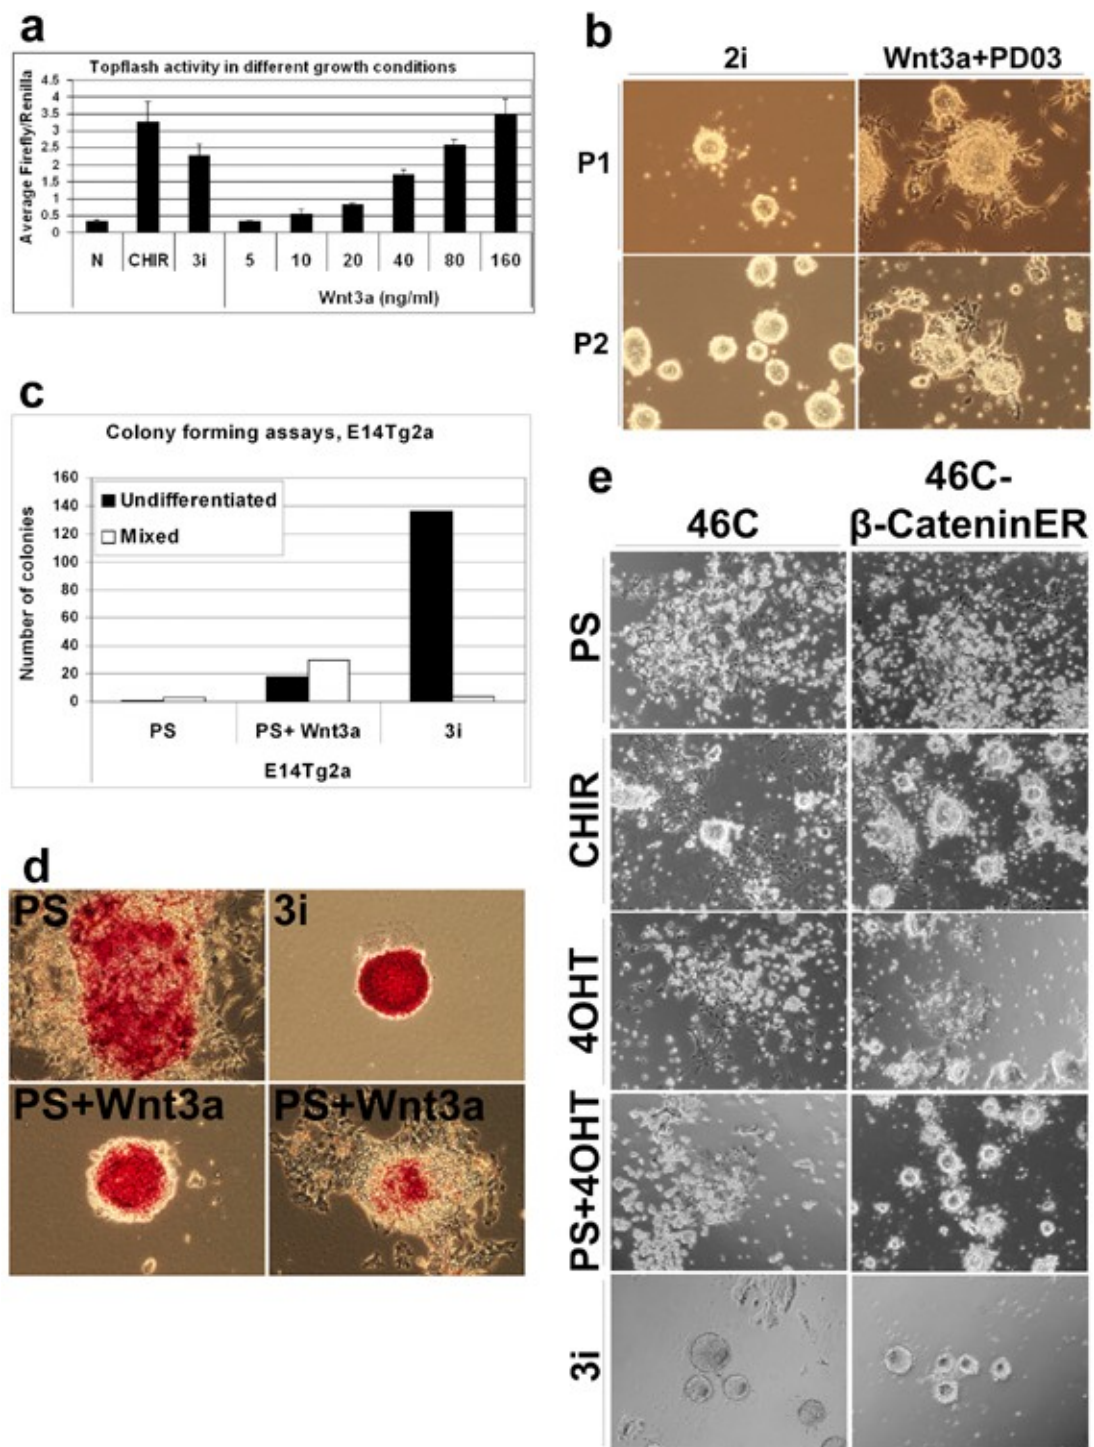 a
Topflash activity in different growth conditions
Average Firefly/Renilla
4.5
4
3.5
3
2.5
2
1.5
1
0.5
0
N CHIR 3i 5 10 20 40 80 160
Wnt3a (ng/ml)
b
2i Wnt3a+PD03
P1
P2
c
Colony forming assays, E14Tg2a
Number of colonies
160
140
120
100
80
60
40
20
0
Undifferentiated
Mixed
PS PS+ Wnt3a 3i
E14Tg2a
d
PS 3i
PS+Wnt3a PS+Wnt3a
e
46C 46C-
β-CateninER
PS
CHIR
4OHT
PS+4OHT
3i